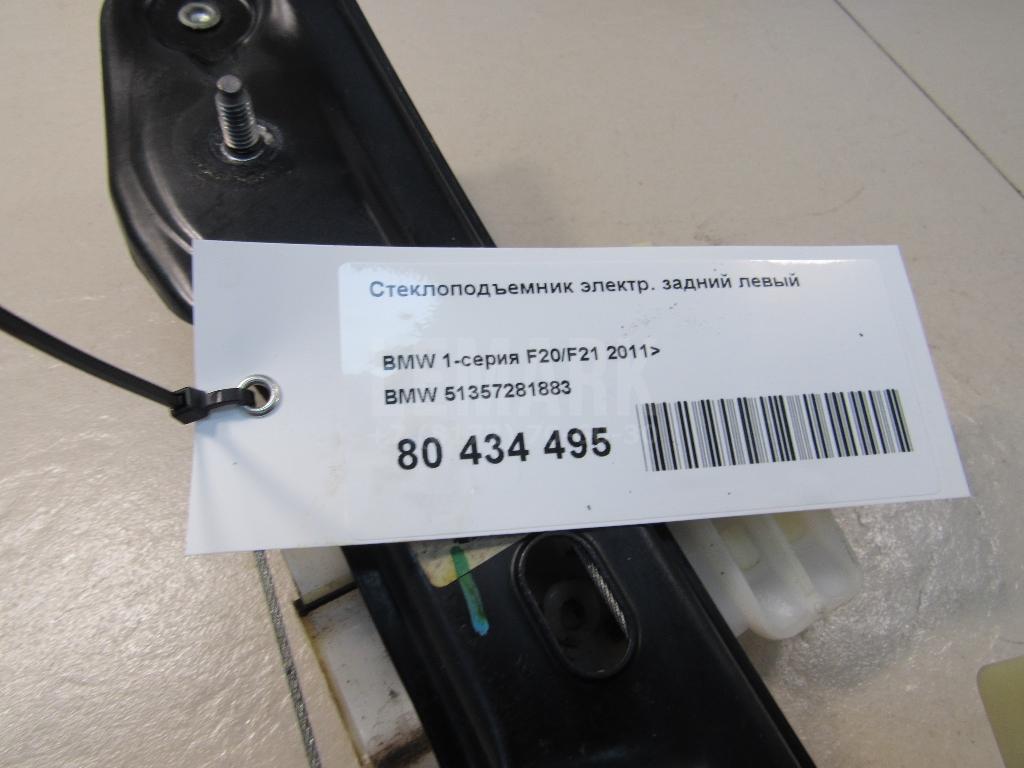 Стеклоподъемник электр. задний левый
BMW 1-серия F20/F21 2011>
BMW 51357281883
80 434 495